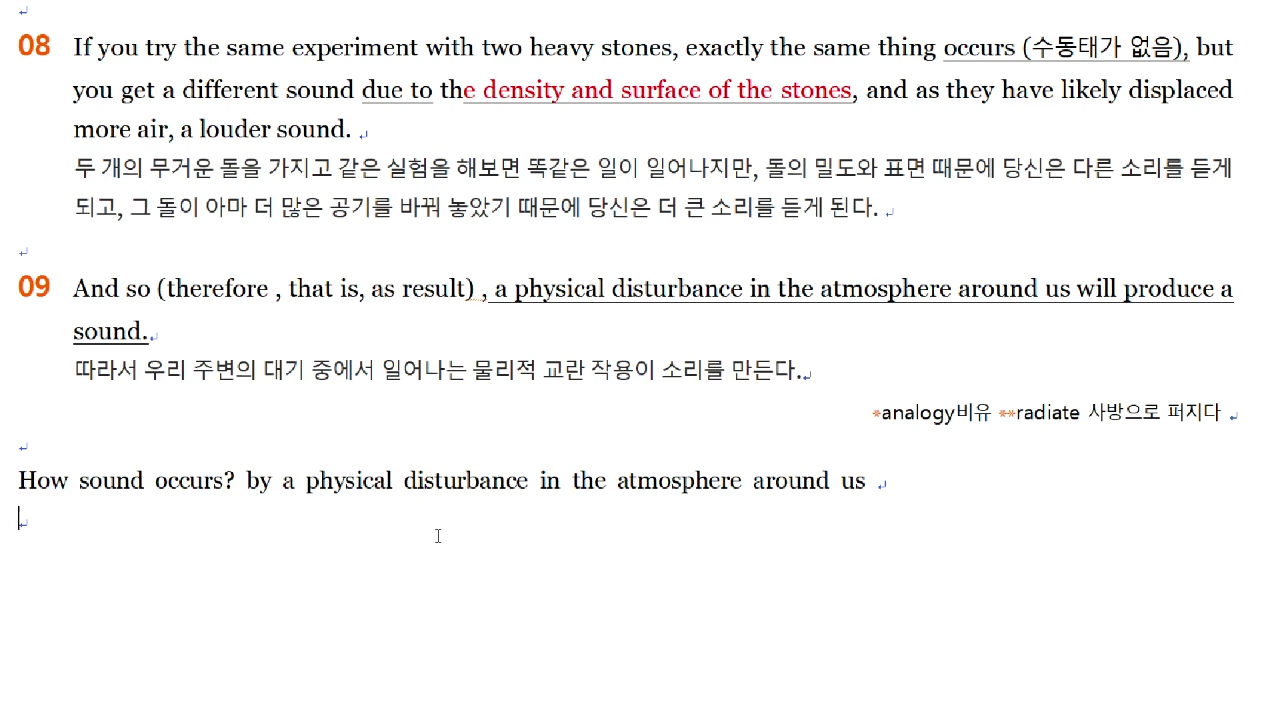 08 If you try the same experiment with two heavy stones, exactly the same thing occurs (수동태가 없음), but
you get a different sound due to the density and surface of the stones, and as they have likely displaced
more air, a louder sound.
두 개의 무거운 돌을 가지고 같은 실험을 해보면 똑같은 일이 일어나지만, 돌의 밀도와 표면 때문에 당신은 다른 소리를 듣게
되고, 그 돌이 아마 더 많은 공기를 바꿔 놓았기 때문에 당신은 더 큰 소리를 듣게 된다.
09 And so (therefore , that is, as result) , a physical disturbance in the atmosphere around us will produce a
sound.
따라서 우리 주변의 대기 중에서 일어나는 물리적 교란 작용이 소리를 만든다.
*analogy비유 **radiate 사방으로 퍼지다
How sound occurs? by a physical disturbance in the atmosphere around us